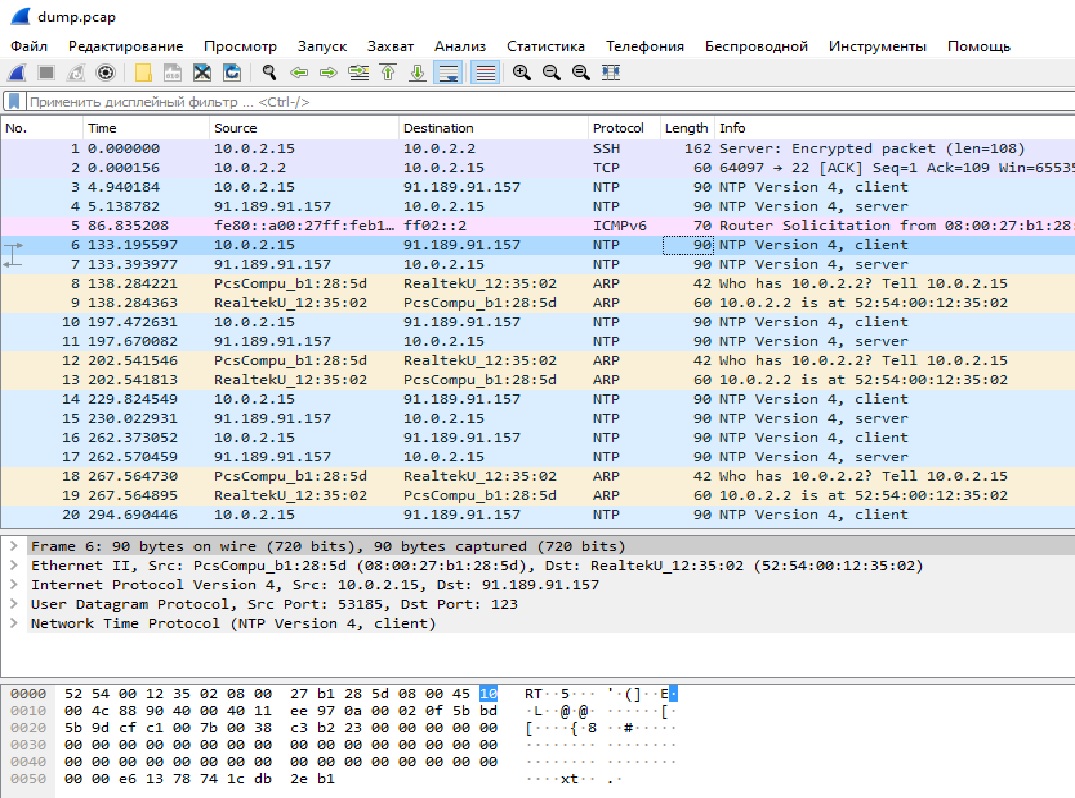 dump.pcap
Файл Редактирование Просмотр Запуск Захват Анализ Статистика Телефония Беспроводной Инструменты Помощь
Применить дисплейный фильтр ... <Ctrl-/>
No. Time Source Destination Protocol Length Info
1 0.000000 10.0.2.15 10.0.2.2 SSH 162 Server: Encrypted packet (len=108)
2 0.000156 10.0.2.2 10.0.2.15 TCP 60 64097 → 22 [ACK] Seq=1 Ack=109 Win=65535
3 4.940184 10.0.2.15 91.189.91.157 NTP 90 NTP Version 4, client
4 5.138782 91.189.91.157 10.0.2.15 NTP 90 NTP Version 4, server
5 86.835208 fe80::a00:27ff:feb1… ff02::2 ICMPv6 70 Router Solicitation from 08:00:27:b1:28:
6 133.195597 10.0.2.15 91.189.91.157 NTP 90 NTP Version 4, client
7 133.393977 91.189.91.157 10.0.2.15 NTP 90 NTP Version 4, server
8 138.284221 PcsCompu_b1:28:5d RealtekU_12:35:02 ARP 42 Who has 10.0.2.2? Tell 10.0.2.15
9 138.284363 RealtekU_12:35:02 PcsCompu_b1:28:5d ARP 60 10.0.2.2 is at 52:54:00:12:35:02
10 197.472631 10.0.2.15 91.189.91.157 NTP 90 NTP Version 4, client
11 197.670082 91.189.91.157 10.0.2.15 NTP 90 NTP Version 4, server
12 202.541546 PcsCompu_b1:28:5d RealtekU_12:35:02 ARP 42 Who has 10.0.2.2? Tell 10.0.2.15
13 202.541813 RealtekU_12:35:02 PcsCompu_b1:28:5d ARP 60 10.0.2.2 is at 52:54:00:12:35:02
14 229.824549 10.0.2.15 91.189.91.157 NTP 90 NTP Version 4, client
15 230.022931 91.189.91.157 10.0.2.15 NTP 90 NTP Version 4, server
16 262.373052 10.0.2.15 91.189.91.157 NTP 90 NTP Version 4, client
17 262.570459 91.189.91.157 10.0.2.15 NTP 90 NTP Version 4, server
18 267.564730 PcsCompu_b1:28:5d RealtekU_12:35:02 ARP 42 Who has 10.0.2.2? Tell 10.0.2.15
19 267.564895 RealtekU_12:35:02 PcsCompu_b1:28:5d ARP 60 10.0.2.2 is at 52:54:00:12:35:02
20 294.690446 10.0.2.15 91.189.91.157 NTP 90 NTP Version 4, client
Frame 6: 90 bytes on wire (720 bits), 90 bytes captured (720 bits)
Ethernet II, Src: PcsCompu_b1:28:5d (08:00:27:b1:28:5d), Dst: RealtekU_12:35:02 (52:54:00:12:35:02)
Internet Protocol Version 4, Src: 10.0.2.15, Dst: 91.189.91.157
User Datagram Protocol, Src Port: 53185, Dst Port: 123
Network Time Protocol (NTP Version 4, client)
0000 52 54 00 12 35 02 08 00 27 b1 28 5d 08 00 45 10 RT··5··· '·(]··E·
0010 00 4c 88 90 40 00 40 11 ee 97 0a 00 02 0f 5b bd ·L··@·@· ······[·
0020 5b 9d cf c1 00 7b 00 38 c3 b2 23 00 00 00 00 00 [····{·8 ··#·····
0030 00 00 00 00 00 00 00 00 00 00 00 00 00 00 00 00 ········ ········
0040 00 00 00 00 00 00 00 00 00 00 00 00 00 00 00 00 ········ ········
0050 00 00 e6 13 78 74 1c db 2e b1 ····xt·· .·